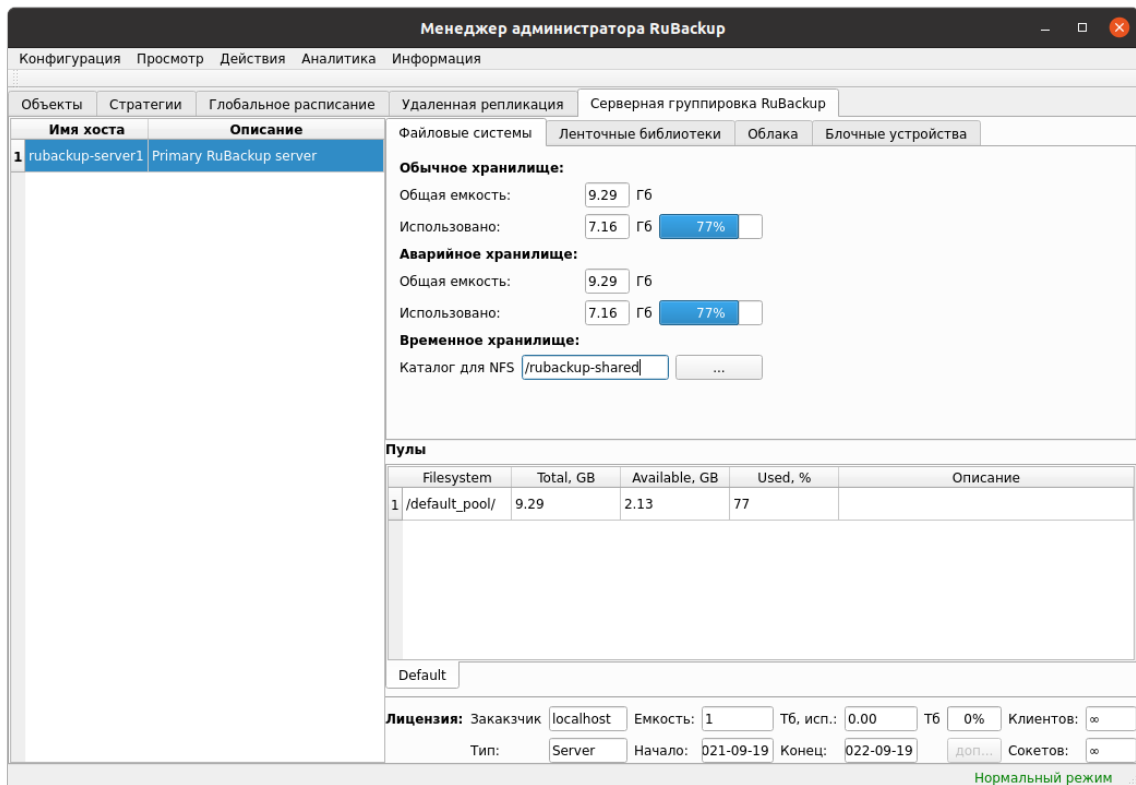 Менеджер администратора RuBackup
Конфигурация Просмотр Действия Аналитика Информация
Объекты Стратегии Глобальное расписание Удаленная репликация Серверная группировка RuBackup
Имя хоста Описание
1 rubackup-server1 Primary RuBackup server
Файловые системы Ленточные библиотеки Облака Блочные устройства
Обычное хранилище:
Общая емкость: 9.29 Гб
Использовано: 7.16 Гб 77%
Аварийное хранилище:
Общая емкость: 9.29 Гб
Использовано: 7.16 Гб 77%
Временное хранилище:
Каталог для NFS /rubackup-shared ...
Пулы
Filesystem Total, GB Available, GB Used, % Описание
1 /default_pool/ 9.29 2.13 77
Default
Лицензия: Закакзчик localhost Емкость: 1 Тб, исп.: 0.00 Тб 0% Клиентов: ∞
Тип: Server Начало: 021-09-19 Конец: 022-09-19 доп... Сокетов: ∞
Нормальный режим